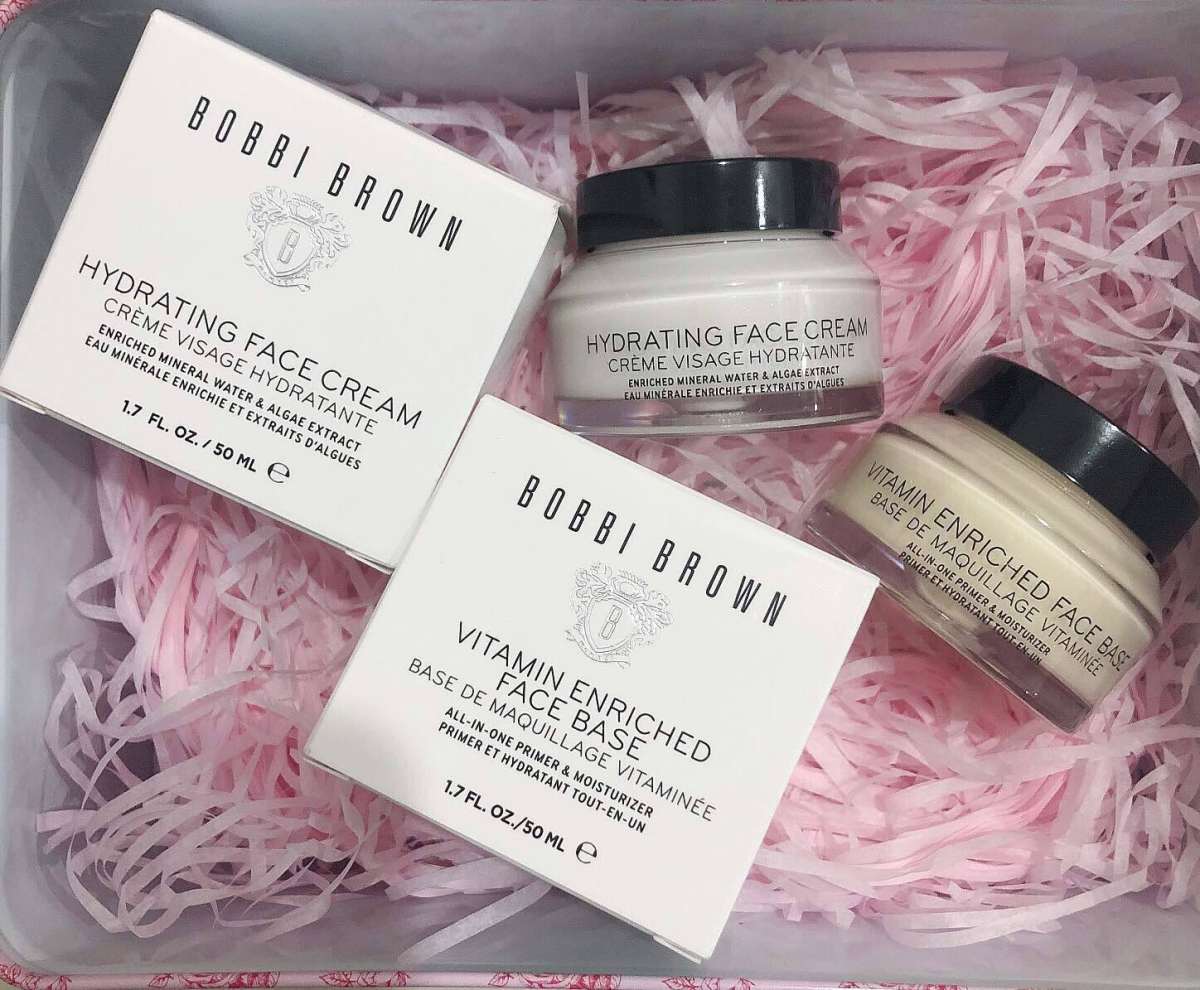 BOBBI BROWN
B
HYDRATING FACE CREAM
CRÈME VISAGE HYDRATANTE
ENRICHED MINERAL WATER & ALGAE EXTRACT
EAU MINÉRALE ENRICHIE ET EXTRAITS D'ALGUES
1.7 FL. OZ. / 50 ML ℮
HYDRATING FACE CREAM
CRÈME VISAGE HYDRATANTE
ENRICHED MINERAL WATER & ALGAE EXTRACT
EAU MINÉRALE ENRICHIE ET EXTRAITS D'ALGUES
BOBBI BROWN
B
VITAMIN ENRICHED
FACE BASE
BASE DE MAQUILLAGE VITAMINÉE
ALL-IN-ONE PRIMER & MOISTURIZER
PRIMER ET HYDRATANT TOUT-EN-UN
1.7 FL. OZ./50 ML ℮
VITAMIN ENRICHED FACE BASE
BASE DE MAQUILLAGE VITAMINÉE
ALL-IN-ONE PRIMER & MOISTURIZER
PRIMER ET HYDRATANT TOUT-EN-UN